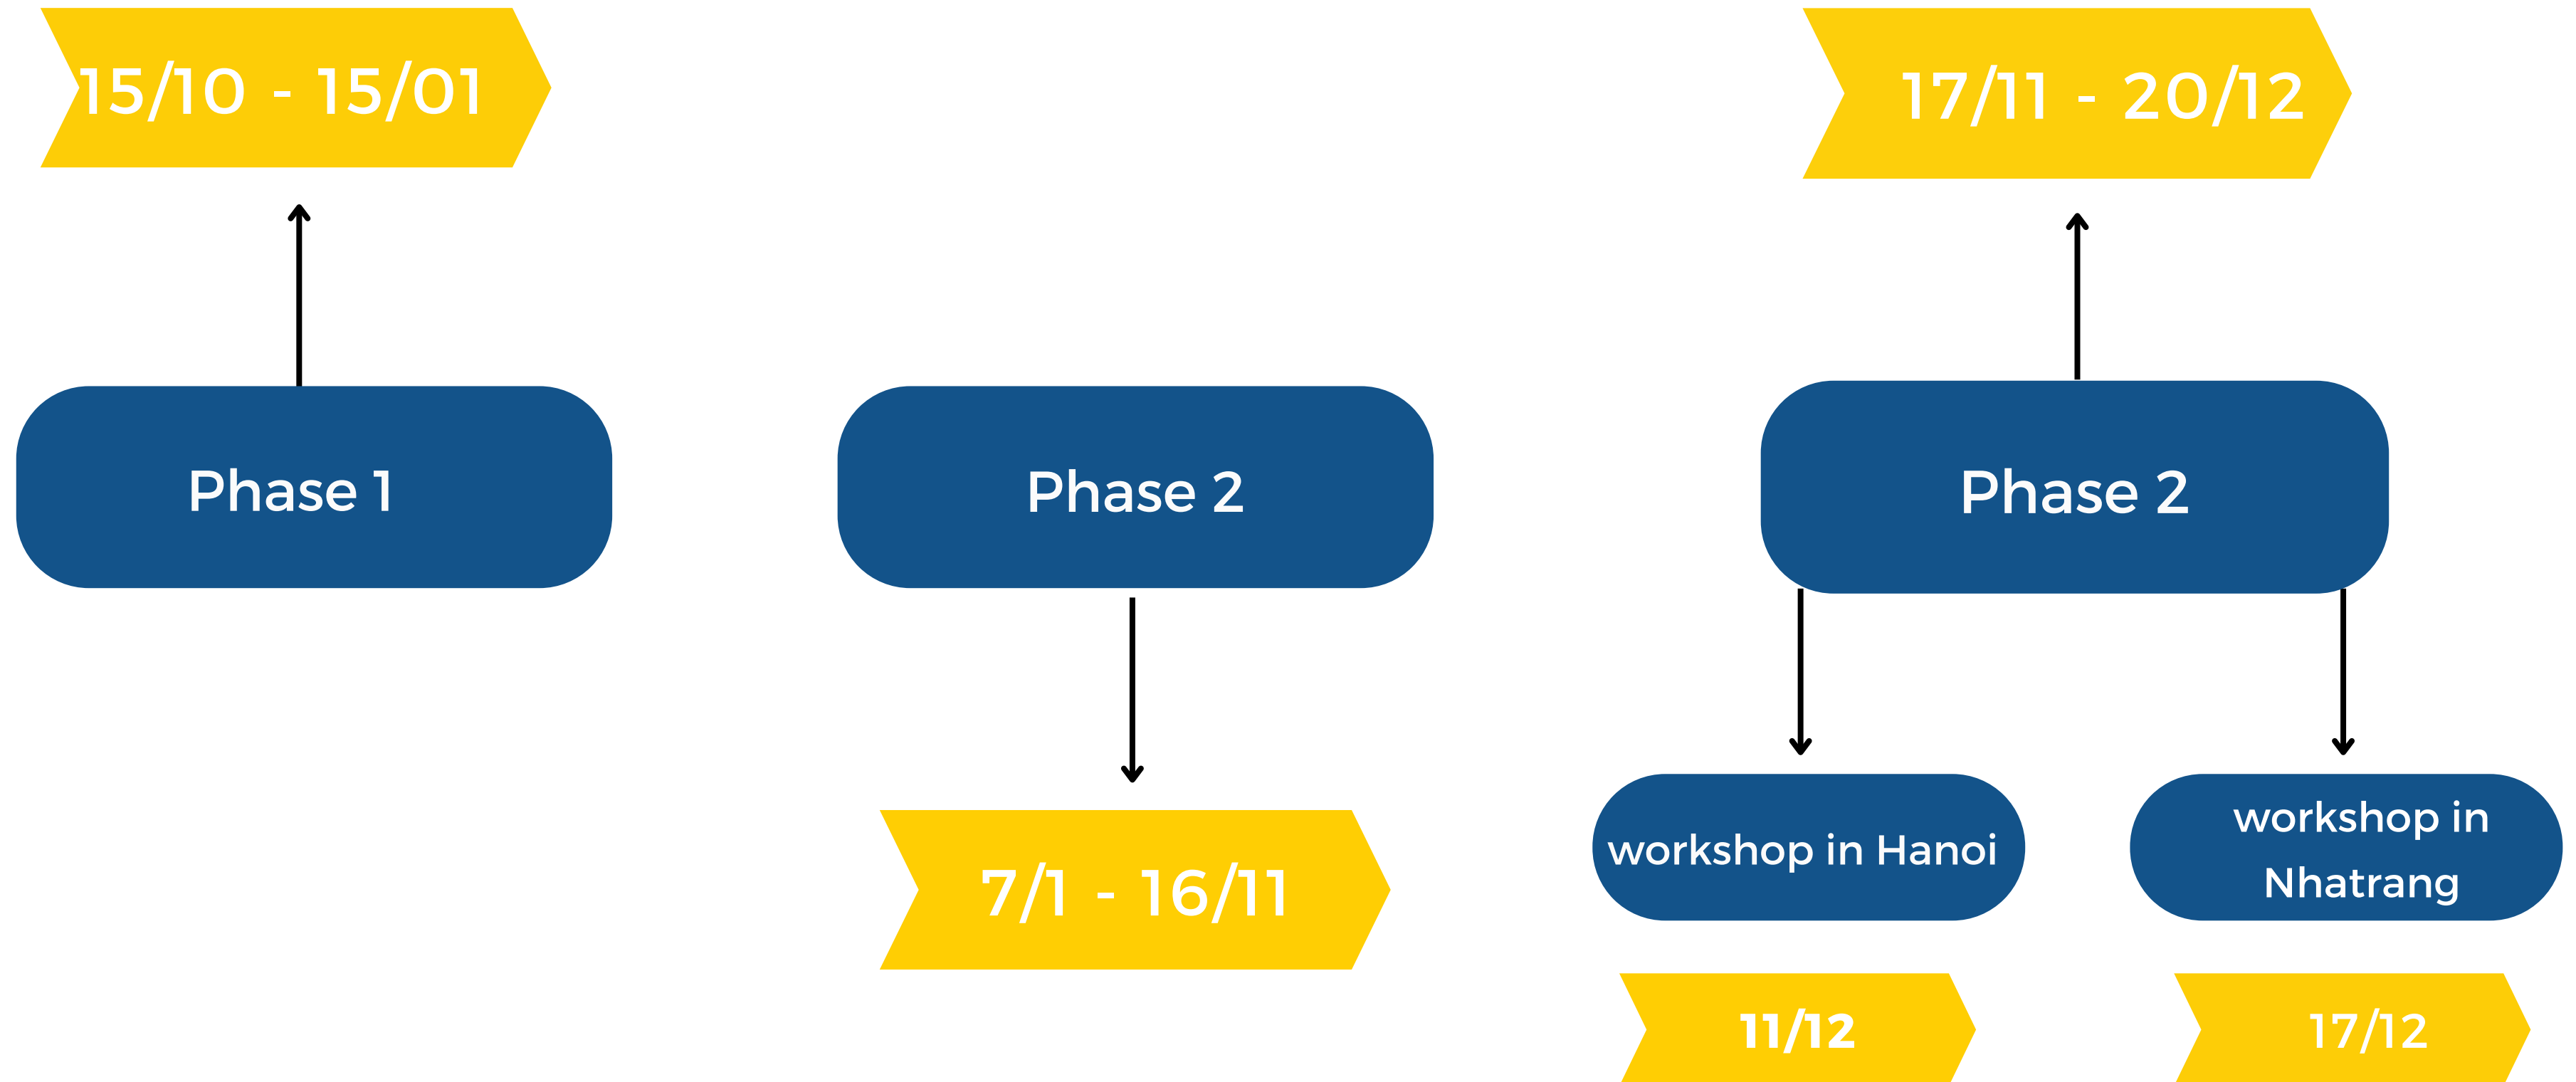 15/10 - 15/01
17/11 - 20/12
Phase 1
Phase 2
Phase 2
7/1 - 16/11
workshop in Hanoi
workshop in
Nhatrang
11/12
17/12